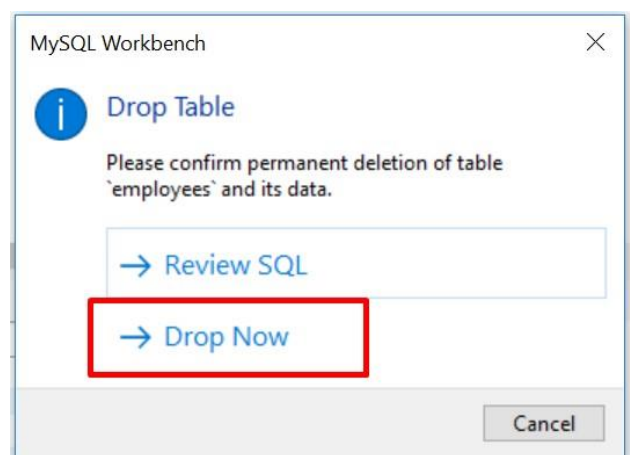 MySQL Workbench
Drop Table
Please confirm permanent deletion of table
`employees` and its data.
→ Review SQL
→ Drop Now
Cancel